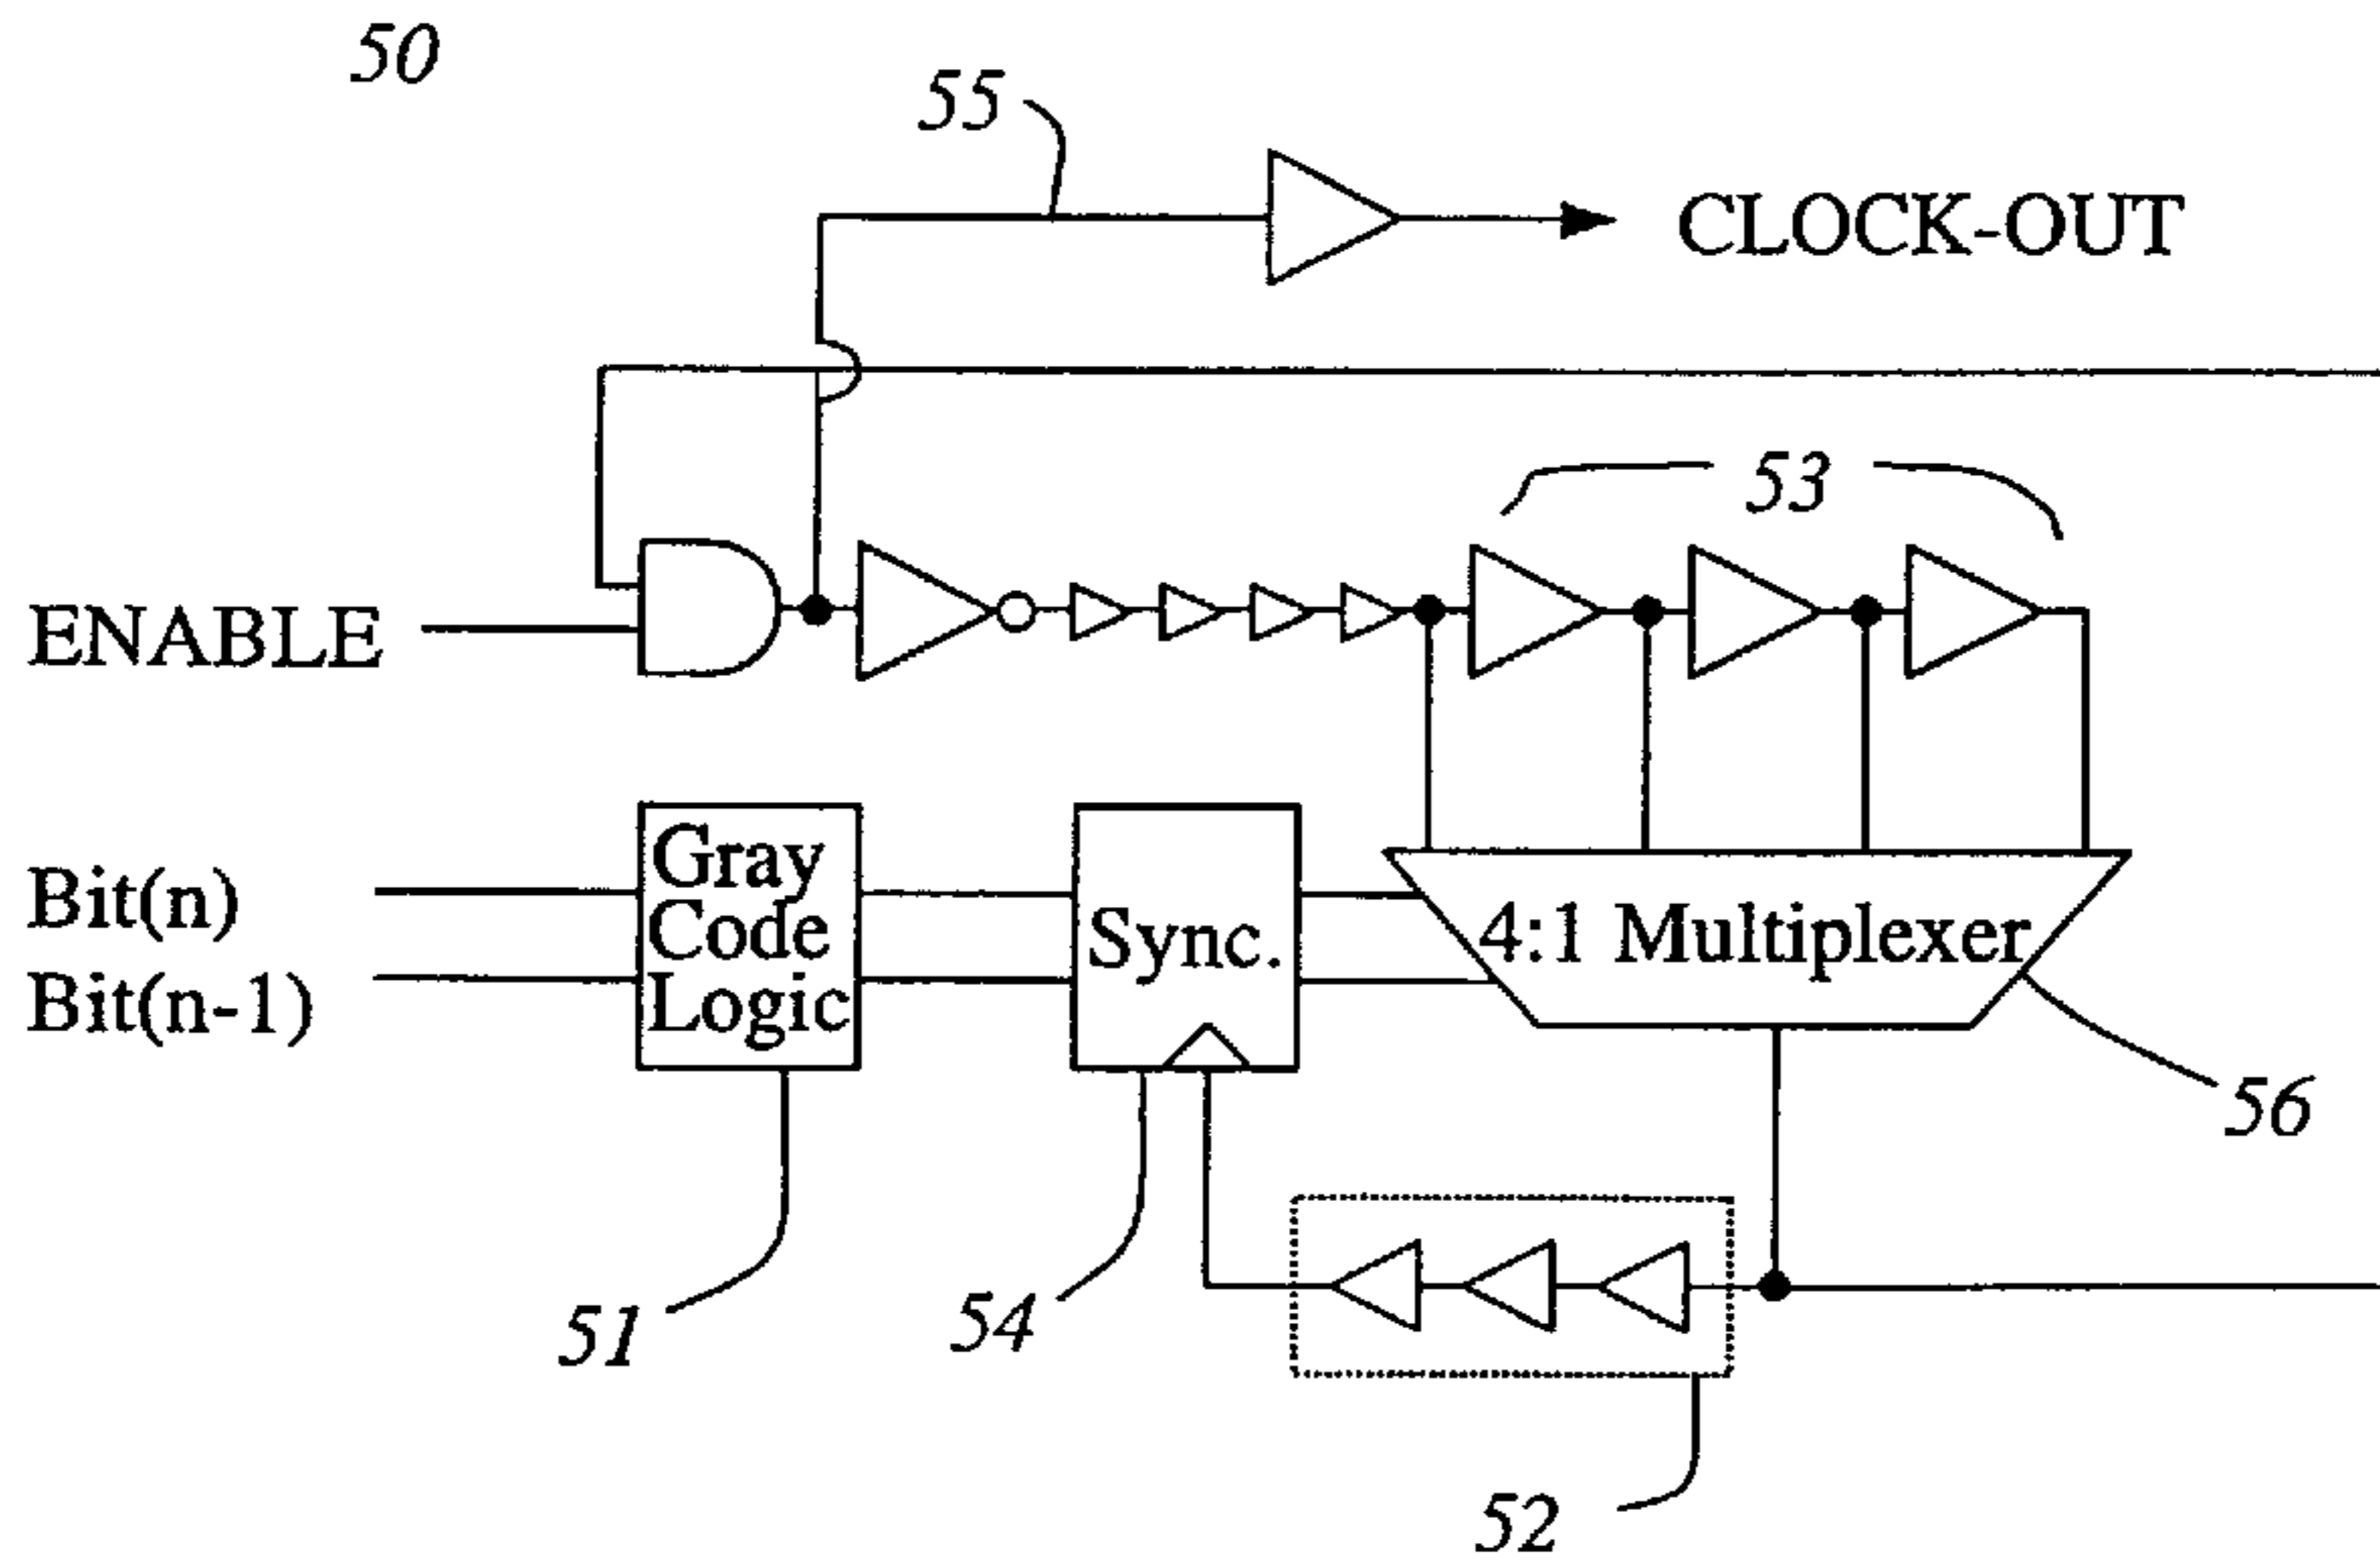 50
55
CLOCK-OUT
53
ENABLE
Gray
Code
Logic
Bit(n)
Bit(n-1)
Sync.
4:1 Multiplexer
56
51
54
52